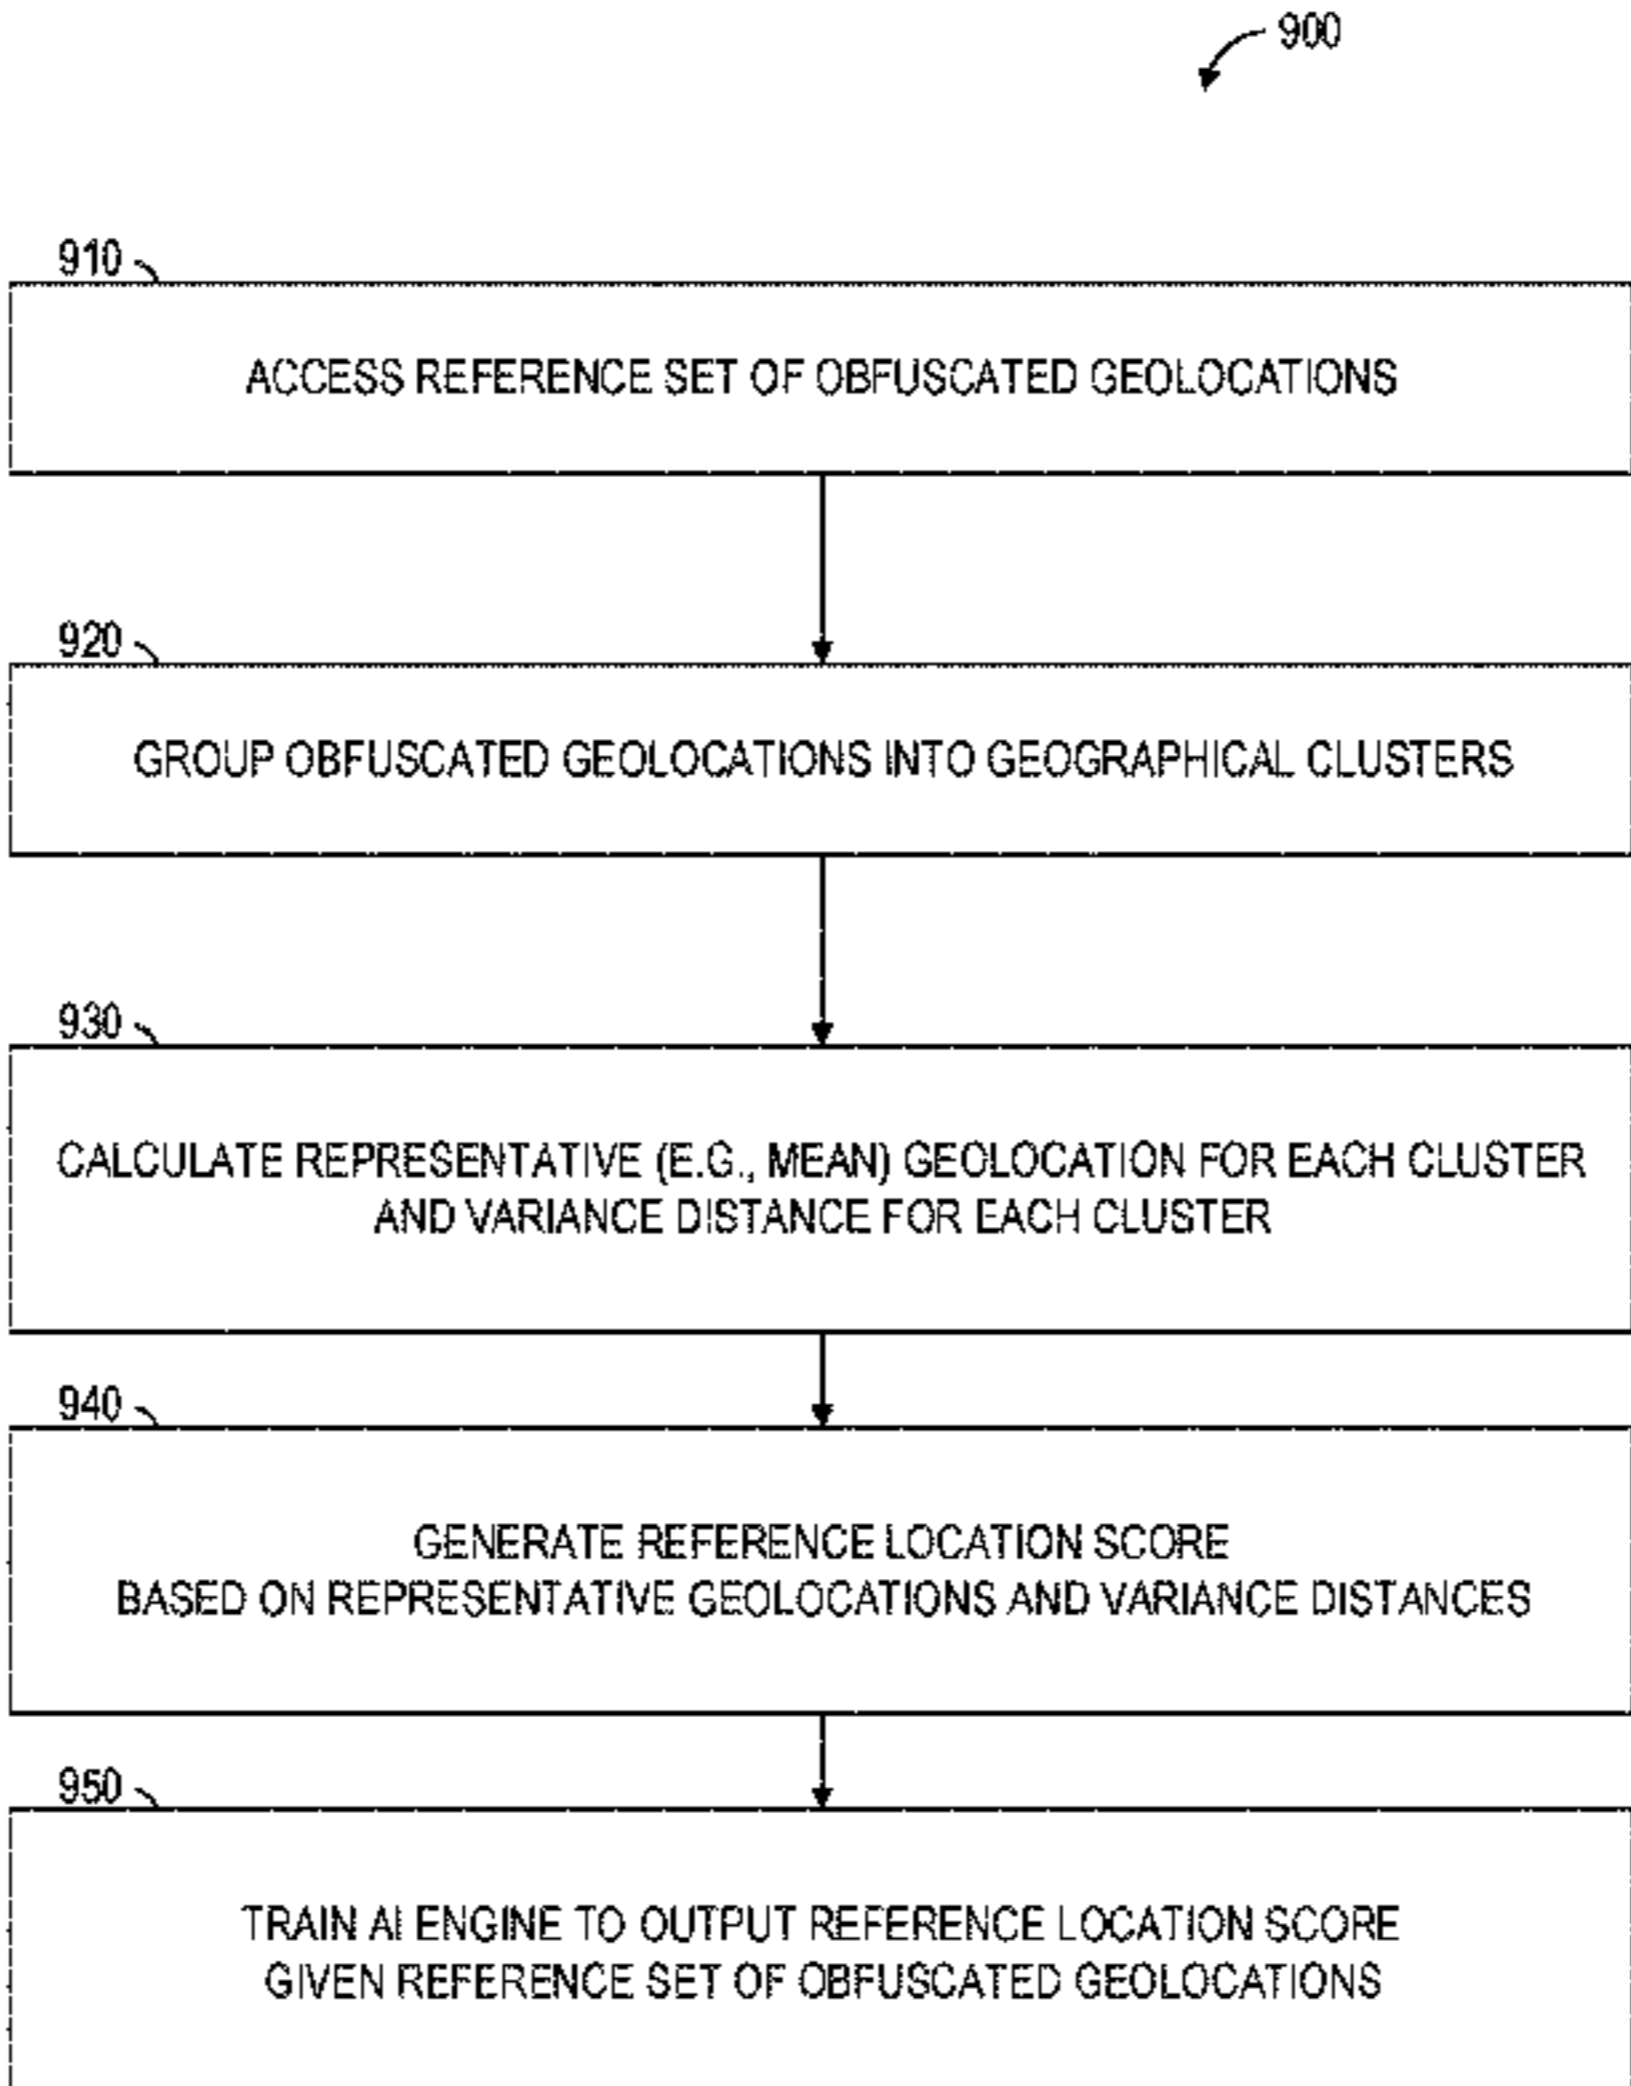 900
910
ACCESS REFERENCE SET OF OBFUSCATED GEOLOCATIONS
920
GROUP OBFUSCATED GEOLOCATIONS INTO GEOGRAPHICAL CLUSTERS
930
CALCULATE REPRESENTATIVE (E.G., MEAN) GEOLOCATION FOR EACH CLUSTER
AND VARIANCE DISTANCE FOR EACH CLUSTER
940
GENERATE REFERENCE LOCATION SCORE
BASED ON REPRESENTATIVE GEOLOCATIONS AND VARIANCE DISTANCES
950
TRAIN AI ENGINE TO OUTPUT REFERENCE LOCATION SCORE
GIVEN REFERENCE SET OF OBFUSCATED GEOLOCATIONS